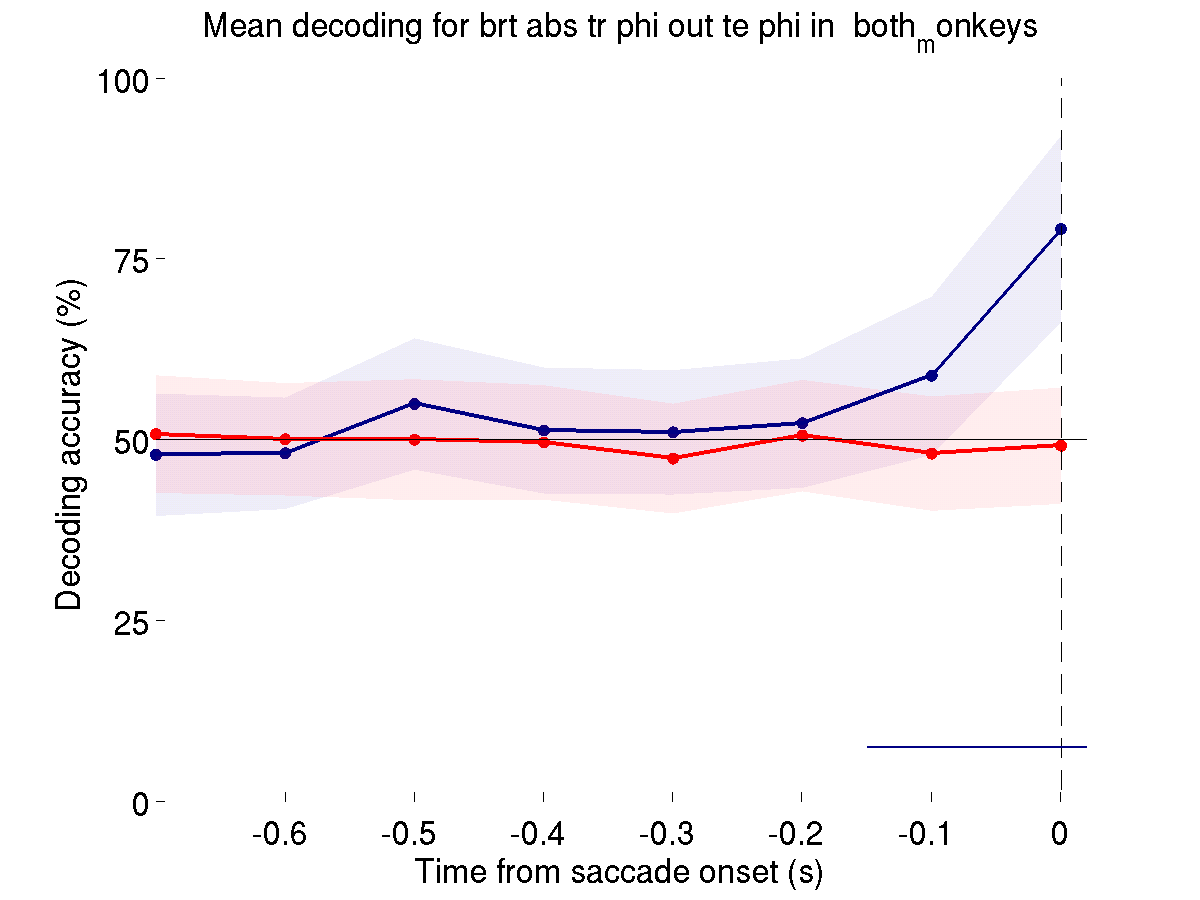 Mean decoding for brt abs tr phi out te phi in  both_monkeys
100
75
50
25
0
Decoding accuracy (%)
-0.6 -0.5 -0.4 -0.3 -0.2 -0.1 0
Time from saccade onset (s)